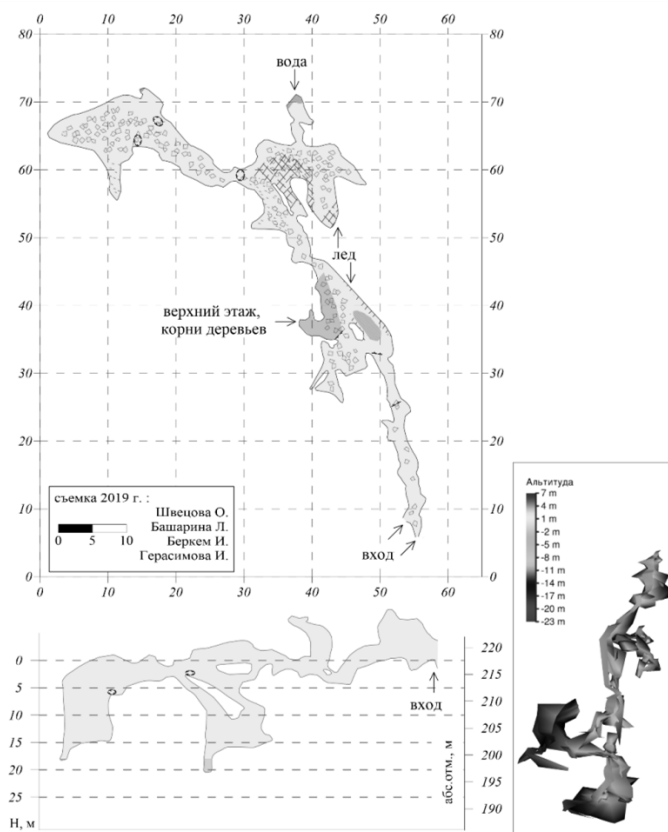 0 10 20 30 40 50 60
80 80
70 70
60 60
50 50
40 40
30 30
20 20
10 10
0 0
0 10 20 30 40 50 60
вода
лед
верхний этаж,
корни деревьев
съемка 2019 г. :
Швецова О.
Башарина Л.
Беркем И.
Герасимова И.
0 5 10
вход
0
5
10
15
20
25
Н, м
220
215
210
205
200
195
190
абс.отм., м
вход
Альтитуда
7 m
4 m
1 m
-2 m
-5 m
-8 m
-11 m
-14 m
-17 m
-20 m
-23 m